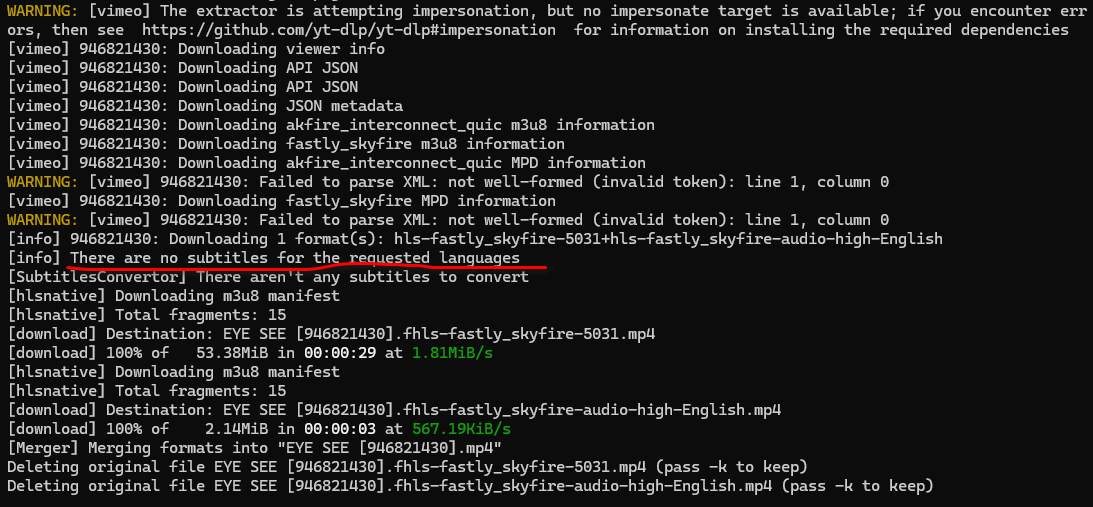 WARNING: [vimeo] The extractor is attempting impersonation, but no impersonate target is available; if you encounter err
ors, then see  https://github.com/yt-dlp/yt-dlp#impersonation  for information on installing the required dependencies
[vimeo] 946821430: Downloading viewer info
[vimeo] 946821430: Downloading API JSON
[vimeo] 946821430: Downloading API JSON
[vimeo] 946821430: Downloading JSON metadata
[vimeo] 946821430: Downloading akfire_interconnect_quic m3u8 information
[vimeo] 946821430: Downloading fastly_skyfire m3u8 information
[vimeo] 946821430: Downloading akfire_interconnect_quic MPD information
WARNING: [vimeo] 946821430: Failed to parse XML: not well-formed (invalid token): line 1, column 0
[vimeo] 946821430: Downloading fastly_skyfire MPD information
WARNING: [vimeo] 946821430: Failed to parse XML: not well-formed (invalid token): line 1, column 0
[info] 946821430: Downloading 1 format(s): hls-fastly_skyfire-5031+hls-fastly_skyfire-audio-high-English
[info] There are no subtitles for the requested languages
[SubtitlesConvertor] There aren't any subtitles to convert
[hlsnative] Downloading m3u8 manifest
[hlsnative] Total fragments: 15
[download] Destination: EYE SEE [946821430].fhls-fastly_skyfire-5031.mp4
[download] 100% of   53.38MiB in 00:00:29 at 1.81MiB/s
[hlsnative] Downloading m3u8 manifest
[hlsnative] Total fragments: 15
[download] Destination: EYE SEE [946821430].fhls-fastly_skyfire-audio-high-English.mp4
[download] 100% of    2.14MiB in 00:00:03 at 567.19KiB/s
[Merger] Merging formats into "EYE SEE [946821430].mp4"
Deleting original file EYE SEE [946821430].fhls-fastly_skyfire-5031.mp4 (pass -k to keep)
Deleting original file EYE SEE [946821430].fhls-fastly_skyfire-audio-high-English.mp4 (pass -k to keep)